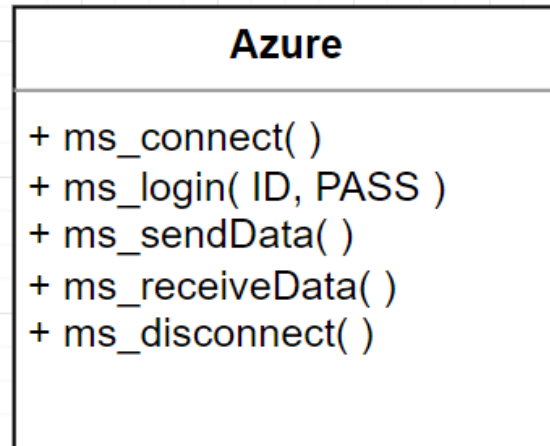 Azure
+ ms_connect( )
+ ms_login( ID, PASS )
+ ms_sendData( )
+ ms_receiveData( )
+ ms_disconnect( )